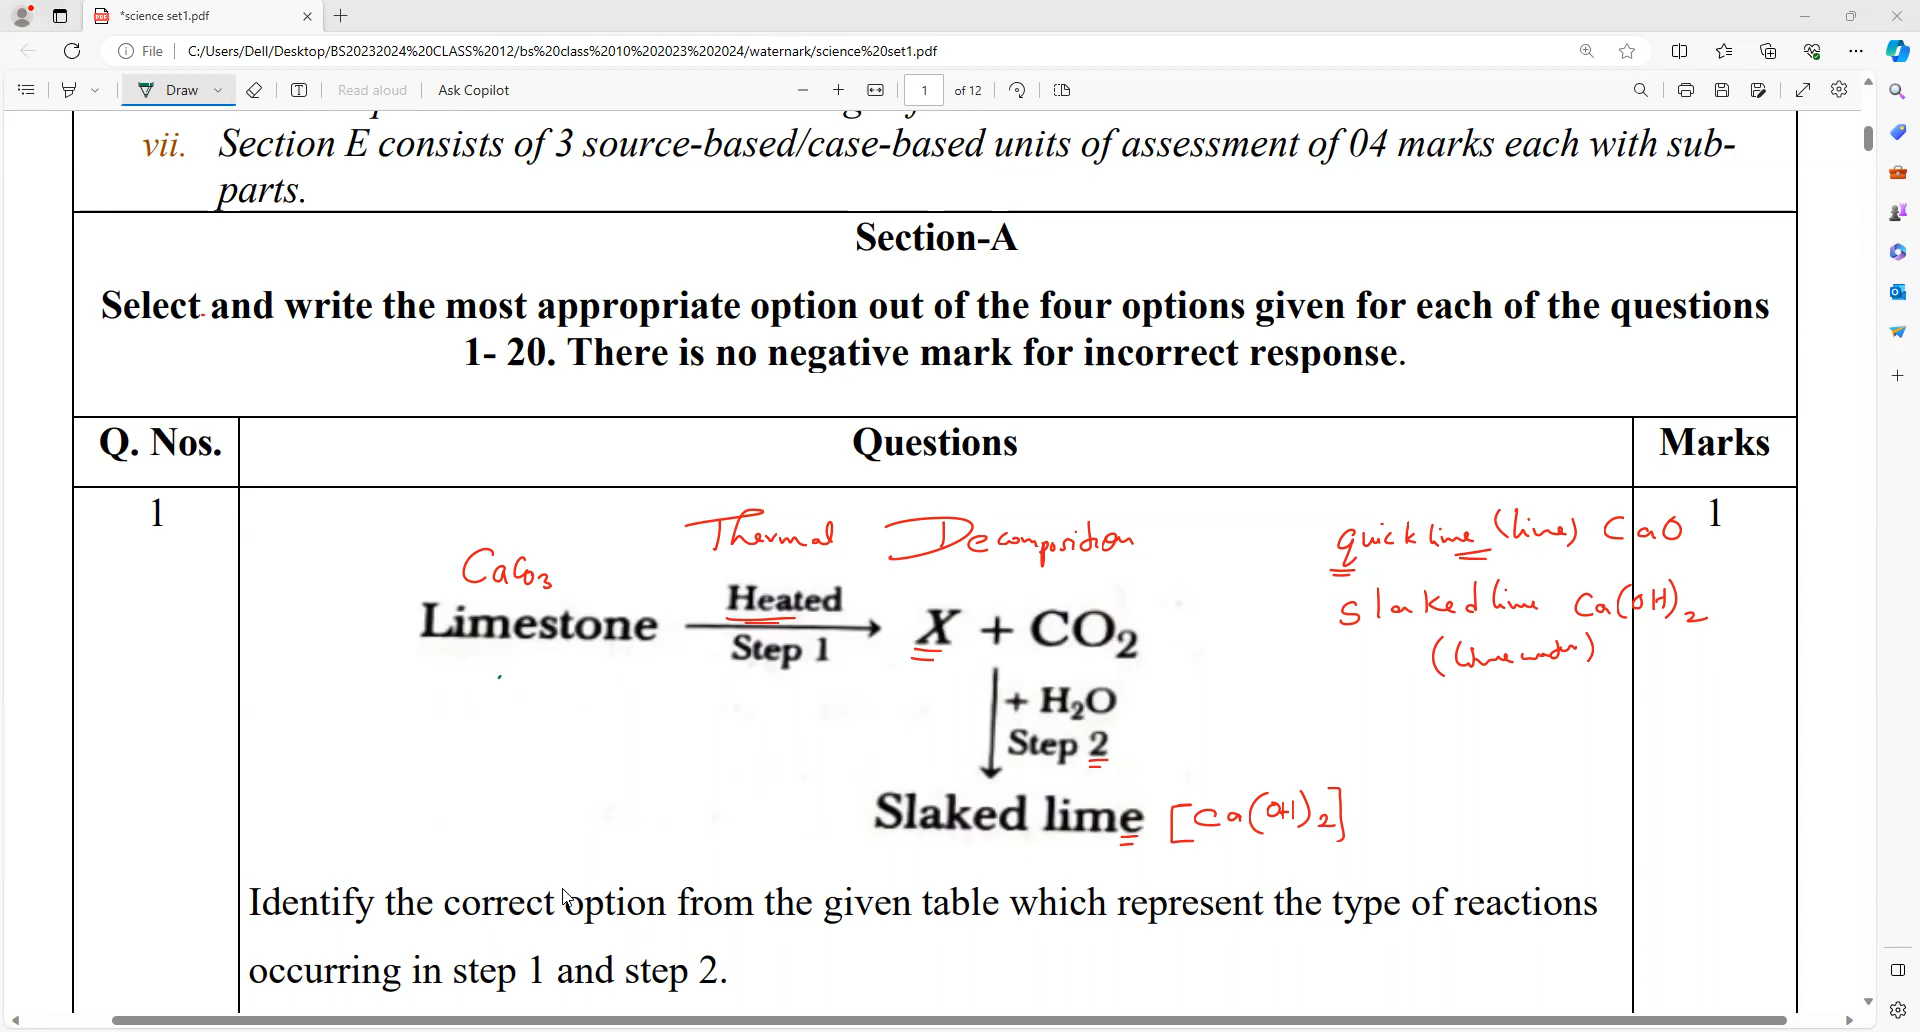 *science set1.pdf
File
C:/Users/Dell/Desktop/BS20232024%20CLASS%2012/bs%20class%2010%202023%202024/waternark/science%20set1.pdf
Draw
Read aloud
Ask Copilot
1
of 12
vii. Section E consists of 3 source-based/case-based units of assessment of 04 marks each with sub-
parts.
Section-A
Select and write the most appropriate option out of the four options given for each of the questions
1- 20. There is no negative mark for incorrect response.
Q. Nos. Questions Marks
1 1
Thermal Decomposition
quick lime (lime) CaO
CaCO3
Heated
Limestone X + CO2
Step 1
Slaked lime Ca(OH)2
(lime water)
+ H2O
Step 2
Slaked lime [Ca(OH)2]
Identify the correct option from the given table which represent the type of reactions
occurring in step 1 and step 2.